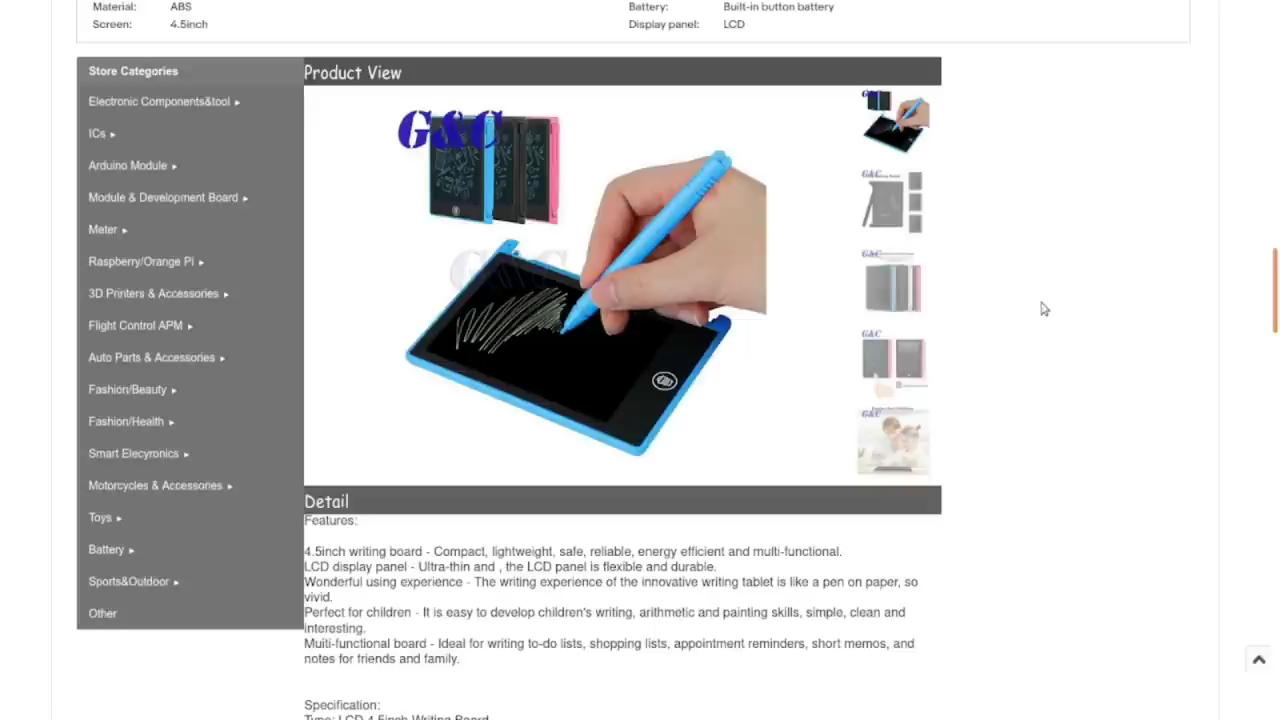 Material: ABS
Battery: Built-in button battery
Screen: 4.5inch
Display panel: LCD
Store Categories
Electronic Components&tool
ICs
Arduino Module
Module & Development Board
Meter
Raspberry/Orange Pi
3D Printers & Accessories
Flight Control APM
Auto Parts & Accessories
Fashion/Beauty
Fashion/Health
Smart Elecyronics
Motorcycles & Accessories
Toys
Battery
Sports&Outdoor
Other
Product View
G&C
G&C
G&C
G&C
G&C
G&C
G&C
Detail
Features:
4.5inch writing board - Compact, lightweight, safe, reliable, energy efficient and multi-functional.
LCD display panel - Ultra-thin and , the LCD panel is flexible and durable.
Wonderful using experience - The writing experience of the innovative writing tablet is like a pen on paper, so
vivid.
Perfect for children - It is easy to develop children's writing, arithmetic and painting skills, simple, clean and
interesting.
Multi-functional board - Ideal for writing to-do lists, shopping lists, appointment reminders, short memos, and
notes for friends and family.
Specification:
Type: LCD 4.5inch Writing Board